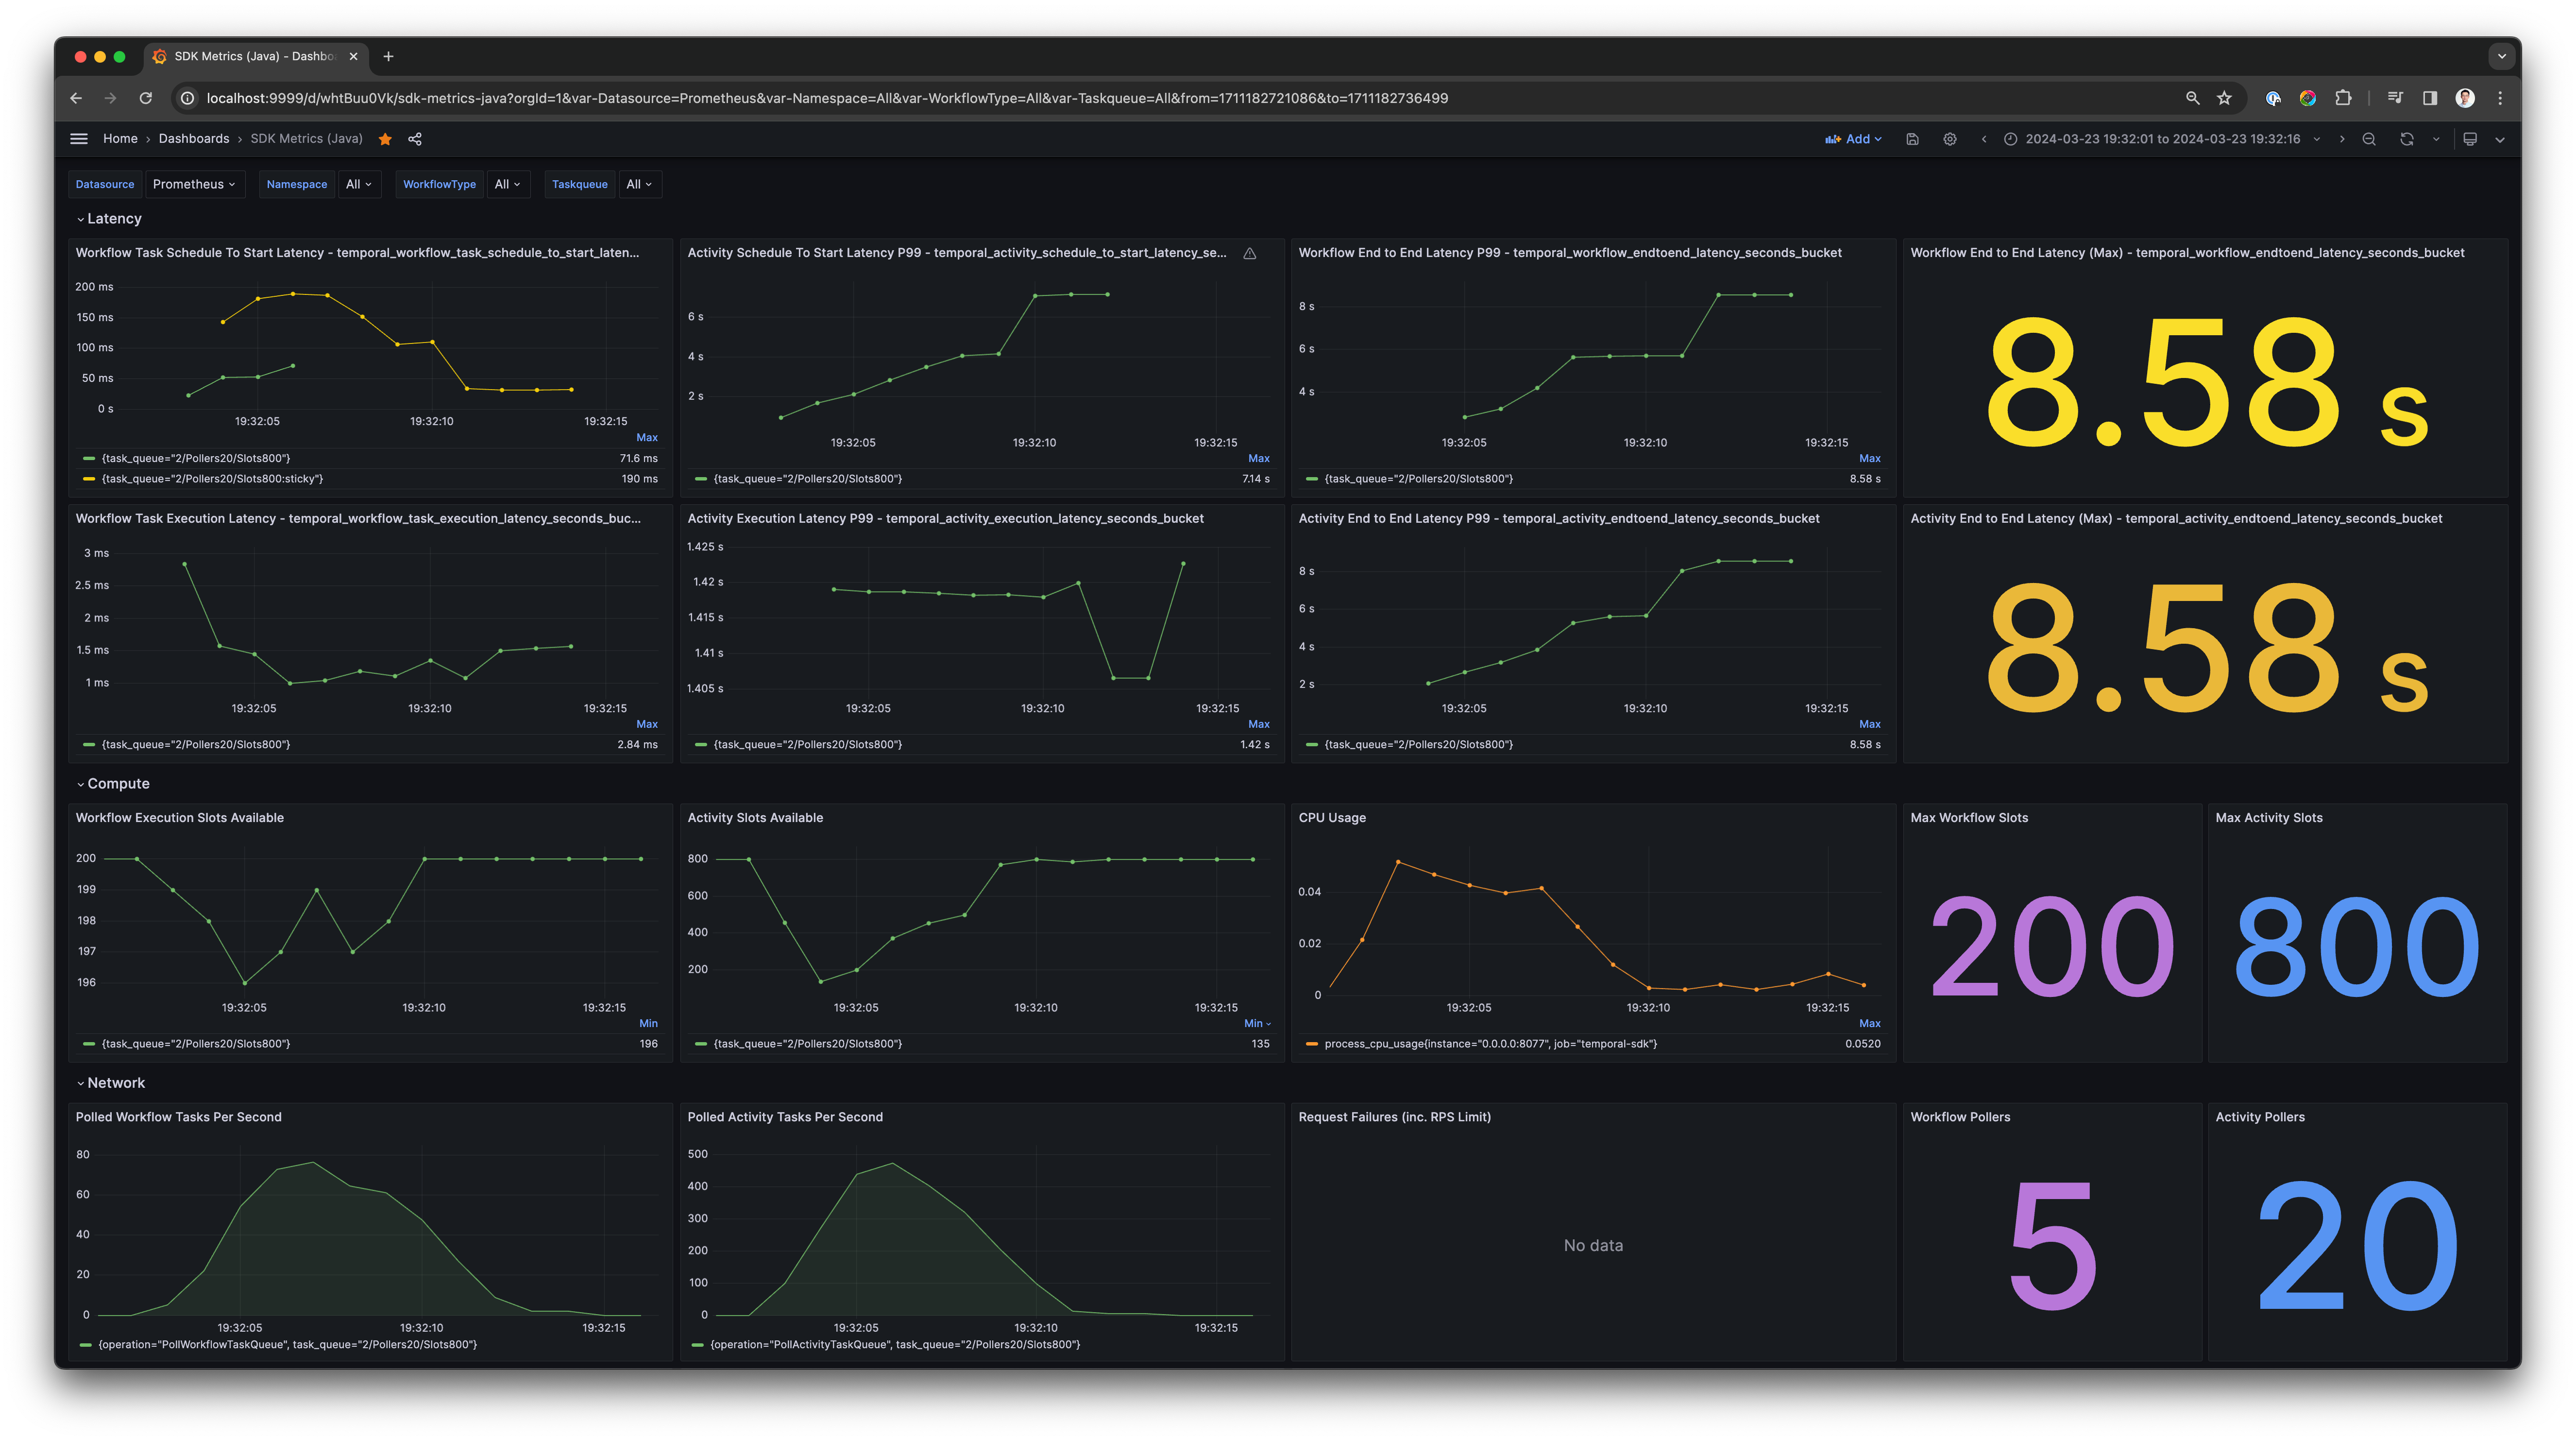 SDK Metrics (Java) - Dashbo
localhost:9999/d/whtBuu0Vk/sdk-metrics-java?orgId=1&var-Datasource=Prometheus&var-Namespace=All&var-WorkflowType=All&var-Taskqueue=All&from=1711182721086&to=1711182736499
Home › Dashboards › SDK Metrics (Java)
Add
2024-03-23 19:32:01 to 2024-03-23 19:32:16
Datasource Prometheus Namespace All WorkflowType All Taskqueue All
Latency
Workflow Task Schedule To Start Latency - temporal_workflow_task_schedule_to_start_laten...
200 ms
150 ms
100 ms
50 ms
0 s
19:32:05 19:32:10 19:32:15
Max
{task_queue="2/Pollers20/Slots800"} 71.6 ms
{task_queue="2/Pollers20/Slots800:sticky"} 190 ms
Activity Schedule To Start Latency P99 - temporal_activity_schedule_to_start_latency_se...
6 s
4 s
2 s
19:32:05 19:32:10 19:32:15
Max
{task_queue="2/Pollers20/Slots800"} 7.14 s
Workflow End to End Latency P99 - temporal_workflow_endtoend_latency_seconds_bucket
8 s
6 s
4 s
19:32:05 19:32:10 19:32:15
Max
{task_queue="2/Pollers20/Slots800"} 8.58 s
Workflow End to End Latency (Max) - temporal_workflow_endtoend_latency_seconds_bucket
8.58 s
Workflow Task Execution Latency - temporal_workflow_task_execution_latency_seconds_buc...
3 ms
2.5 ms
2 ms
1.5 ms
1 ms
19:32:05 19:32:10 19:32:15
Max
{task_queue="2/Pollers20/Slots800"} 2.84 ms
Activity Execution Latency P99 - temporal_activity_execution_latency_seconds_bucket
1.425 s
1.42 s
1.415 s
1.41 s
1.405 s
19:32:05 19:32:10 19:32:15
Max
{task_queue="2/Pollers20/Slots800"} 1.42 s
Activity End to End Latency P99 - temporal_activity_endtoend_latency_seconds_bucket
8 s
6 s
4 s
2 s
19:32:05 19:32:10 19:32:15
Max
{task_queue="2/Pollers20/Slots800"} 8.58 s
Activity End to End Latency (Max) - temporal_activity_endtoend_latency_seconds_bucket
8.58 s
Compute
Workflow Execution Slots Available
200
199
198
197
196
19:32:05 19:32:10 19:32:15
Min
{task_queue="2/Pollers20/Slots800"} 196
Activity Slots Available
800
600
400
200
19:32:05 19:32:10 19:32:15
Min
{task_queue="2/Pollers20/Slots800"} 135
CPU Usage
0.04
0.02
0
19:32:05 19:32:10 19:32:15
Max
process_cpu_usage{instance="0.0.0.0:8077", job="temporal-sdk"} 0.0520
Max Workflow Slots
200
Max Activity Slots
800
Network
Polled Workflow Tasks Per Second
80
60
40
20
0
19:32:05 19:32:10 19:32:15
{operation="PollWorkflowTaskQueue", task_queue="2/Pollers20/Slots800"}
Polled Activity Tasks Per Second
500
400
300
200
100
0
19:32:05 19:32:10 19:32:15
{operation="PollActivityTaskQueue", task_queue="2/Pollers20/Slots800"}
Request Failures (inc. RPS Limit)
No data
Workflow Pollers
5
Activity Pollers
20